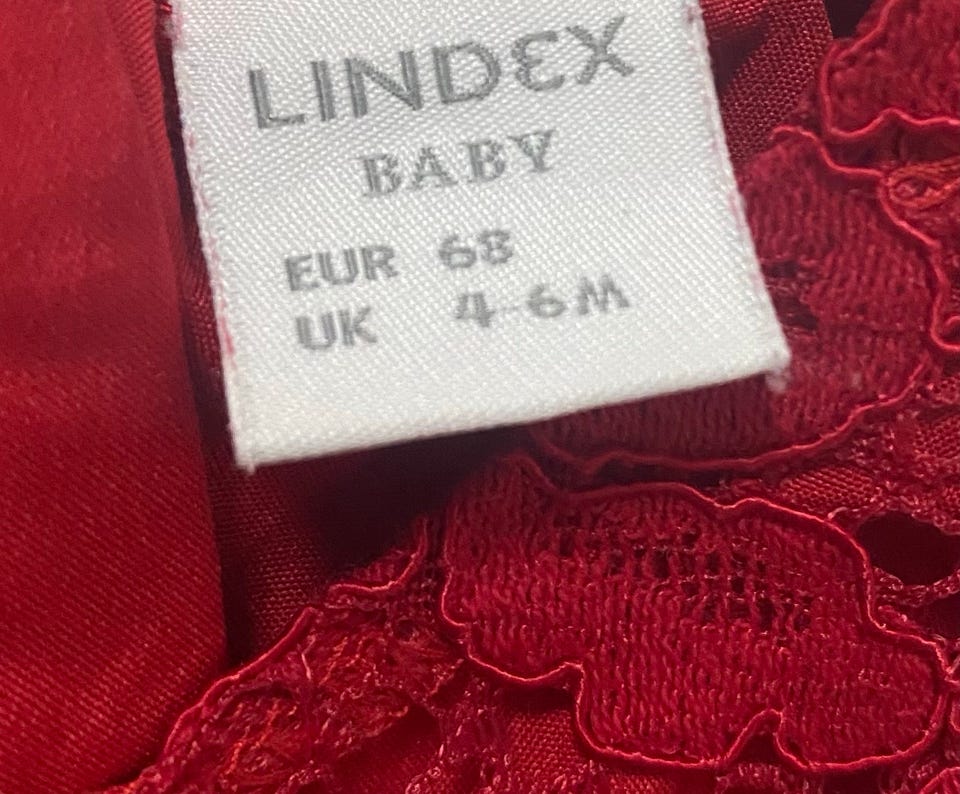 LINDEX
BABY
EUR 68
UK 4-6M